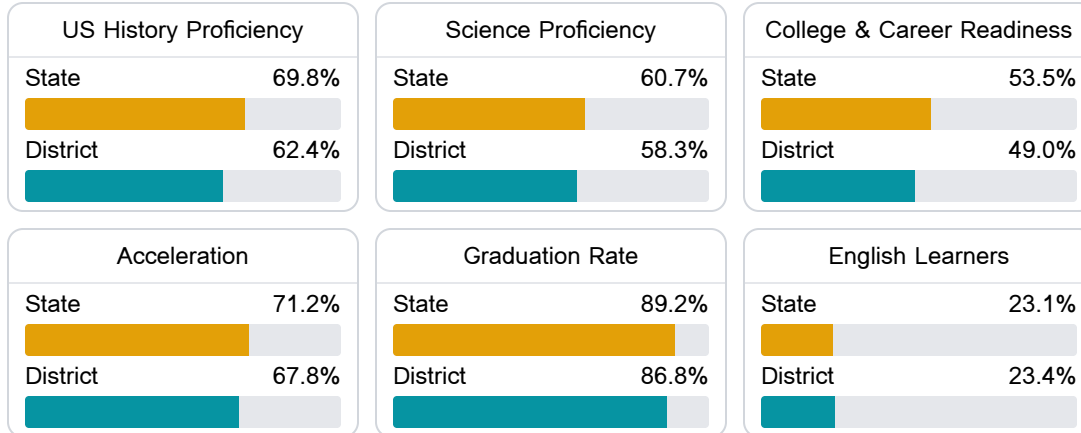 US History Proficiency
State 69.8%
District 62.4%
Science Proficiency
State 60.7%
District 58.3%
College & Career Readiness
State 53.5%
District 49.0%
Acceleration
State 71.2%
District 67.8%
Graduation Rate
State 89.2%
District 86.8%
English Learners
State 23.1%
District 23.4%